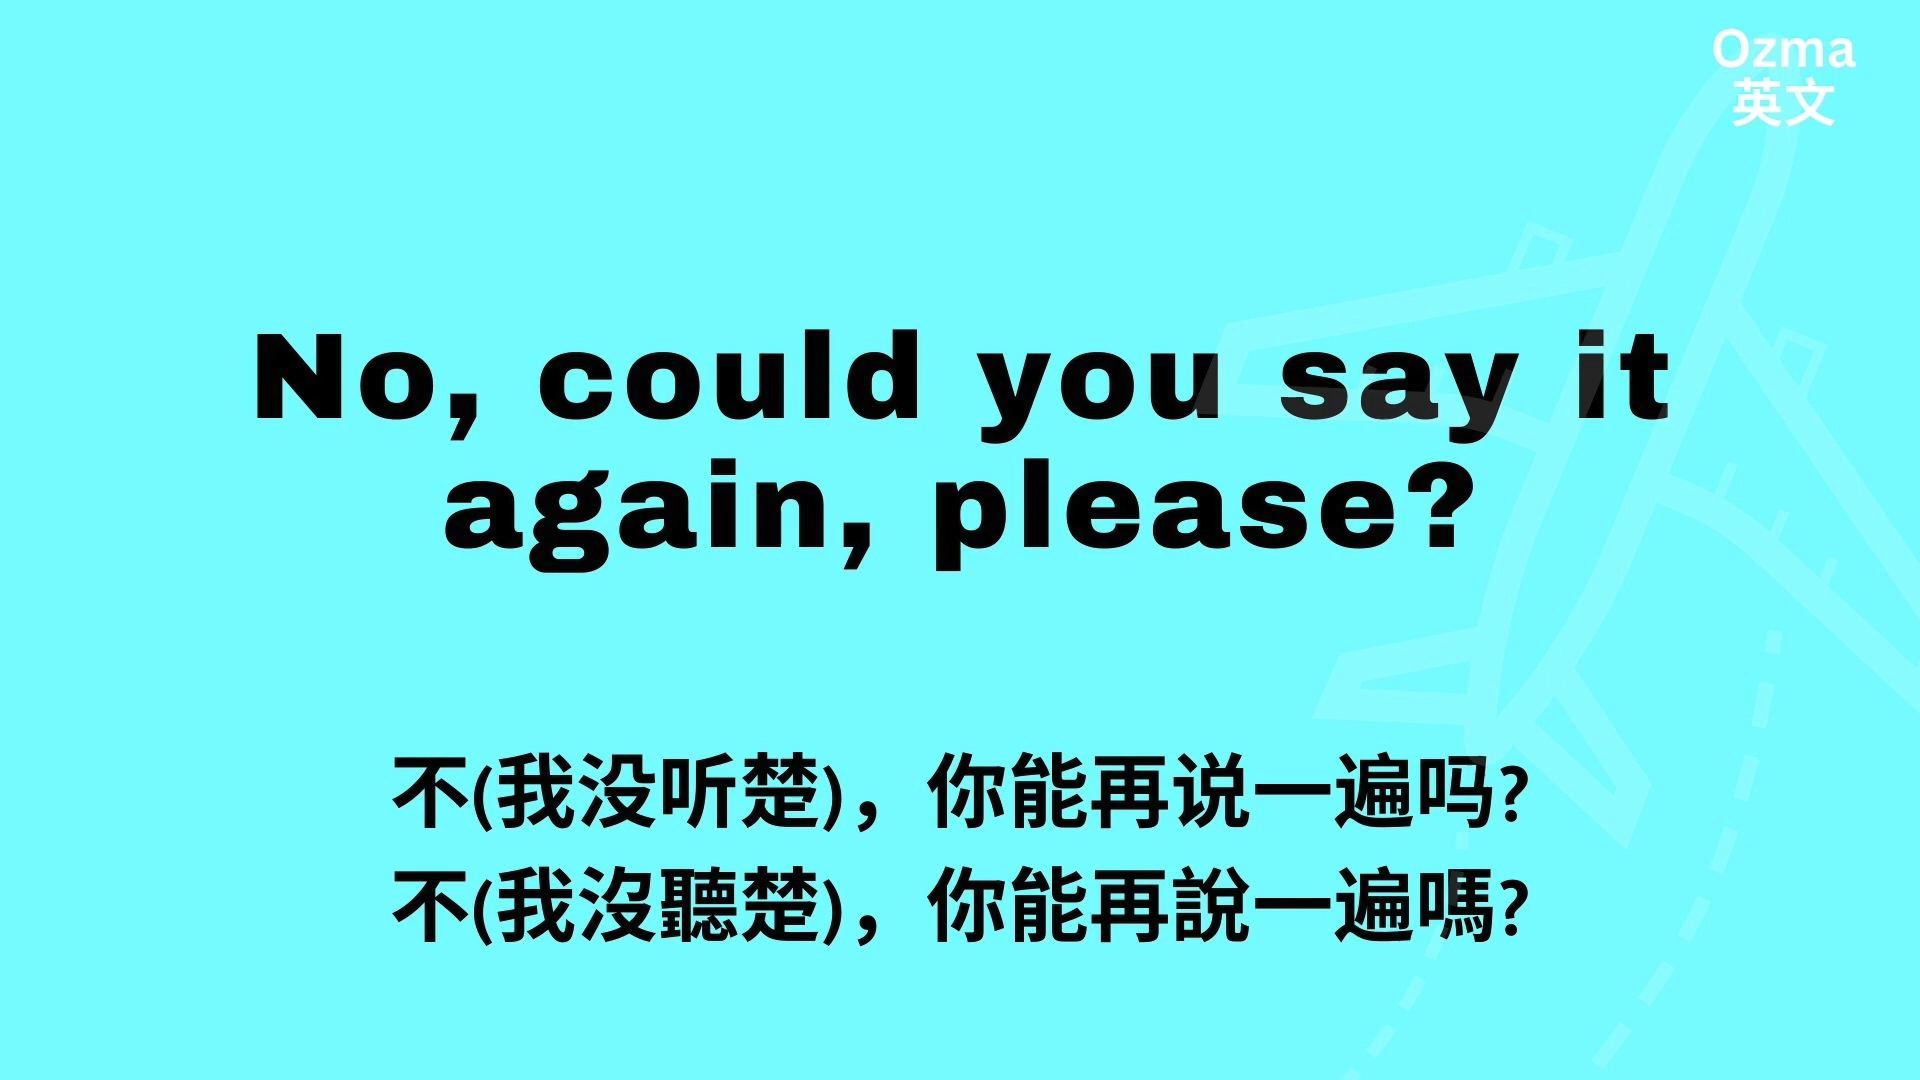 Ozma
英文
No, could you say it
again, please?
不(我没听楚)，你能再说一遍吗?
不(我沒聽楚)，你能再說一遍嗎?